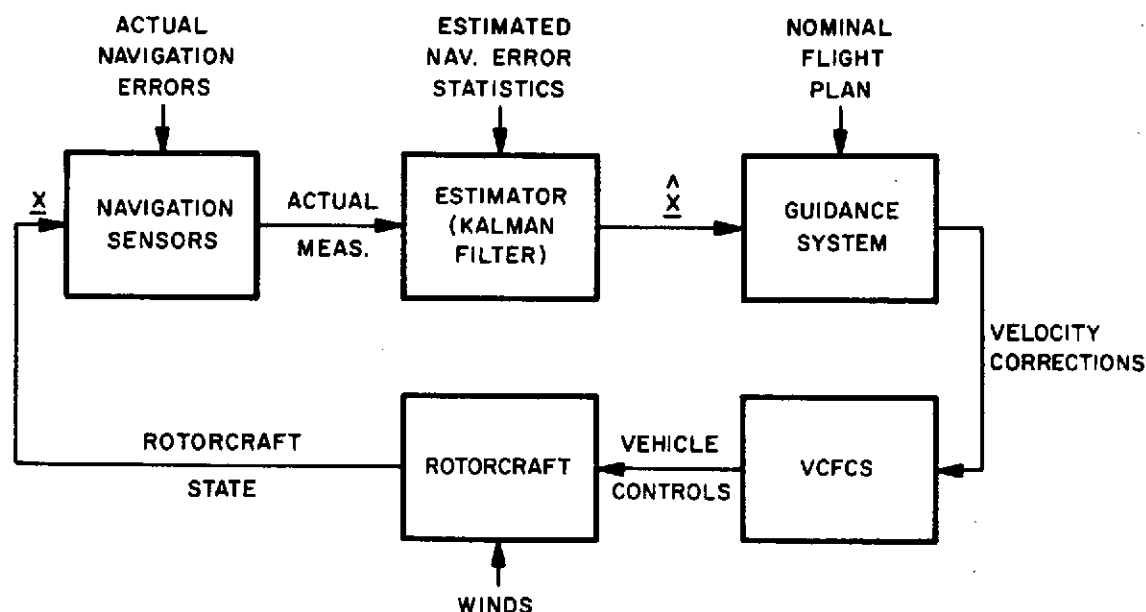 ACTUAL
NAVIGATION
ERRORS
ESTIMATED
NAV. ERROR
STATISTICS
NOMINAL
FLIGHT
PLAN
X
NAVIGATION
SENSORS
ACTUAL
MEAS.
ESTIMATOR
(KALMAN
FILTER)
X̂
GUIDANCE
SYSTEM
VELOCITY
CORRECTIONS
ROTORCRAFT
STATE
ROTORCRAFT
VEHICLE
CONTROLS
VCFCS
WINDS